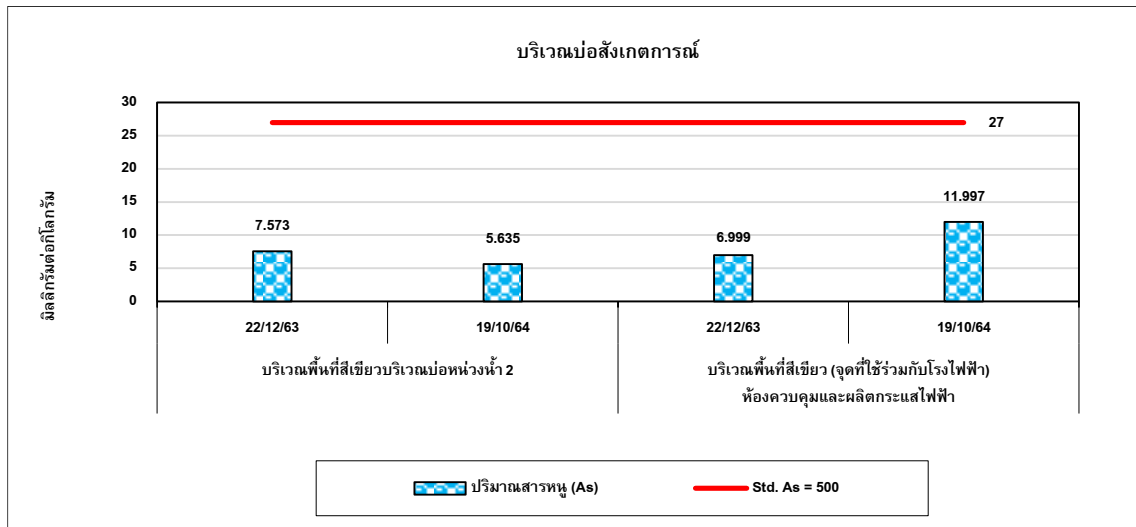 บริเวณบ่อสังเกตการณ์
มิลลิกรัมต่อกิโลกรัม
30
25
20
15
10
5
0
27
7.573
5.635
6.999
11.997
22/12/63
19/10/64
22/12/63
19/10/64
บริเวณพื้นที่สีเขียวบริเวณบ่อหน่วงน้ำ 2
บริเวณพื้นที่สีเขียว (จุดที่ใช้ร่วมกับโรงไฟฟ้า)
ห้องควบคุมและผลิตกระแสไฟฟ้า
ปริมาณสารหนู (As)
Std. As = 500